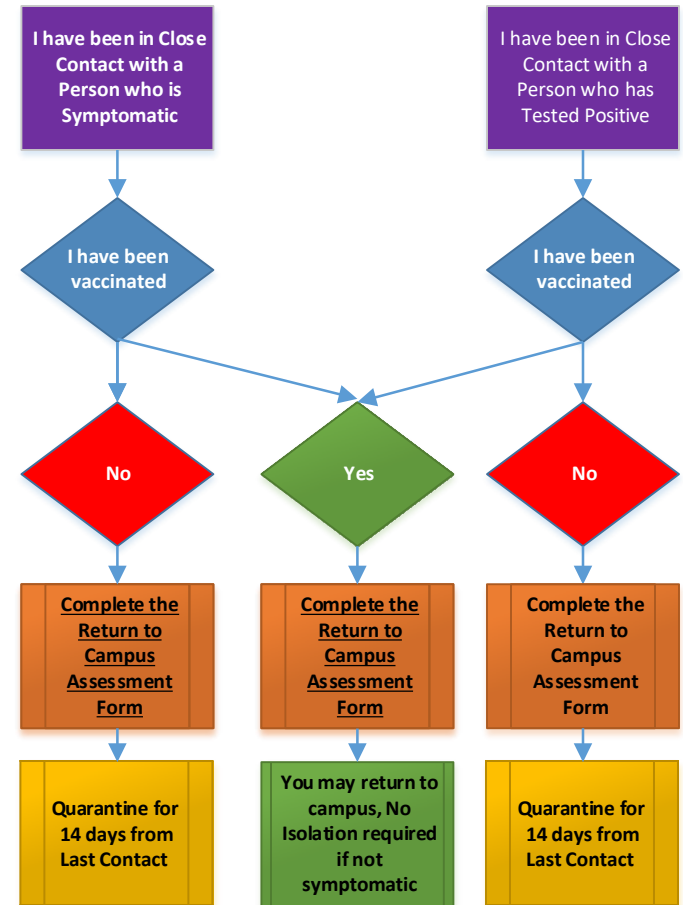 I have been in Close
Contact with a
Person who is
Symptomatic
I have been in Close
Contact with a
Person who has
Tested Positive
I have been
vaccinated
I have been
vaccinated
No
Yes
No
Complete the
Return to
Campus
Assessment
Form
Complete the
Return to
Campus
Assessment
Form
Complete the
Return to
Campus
Assessment
Form
Quarantine for
14 days from
Last Contact
You may return to
campus, No
Isolation required
if not
symptomatic
Quarantine for
14 days from
Last Contact